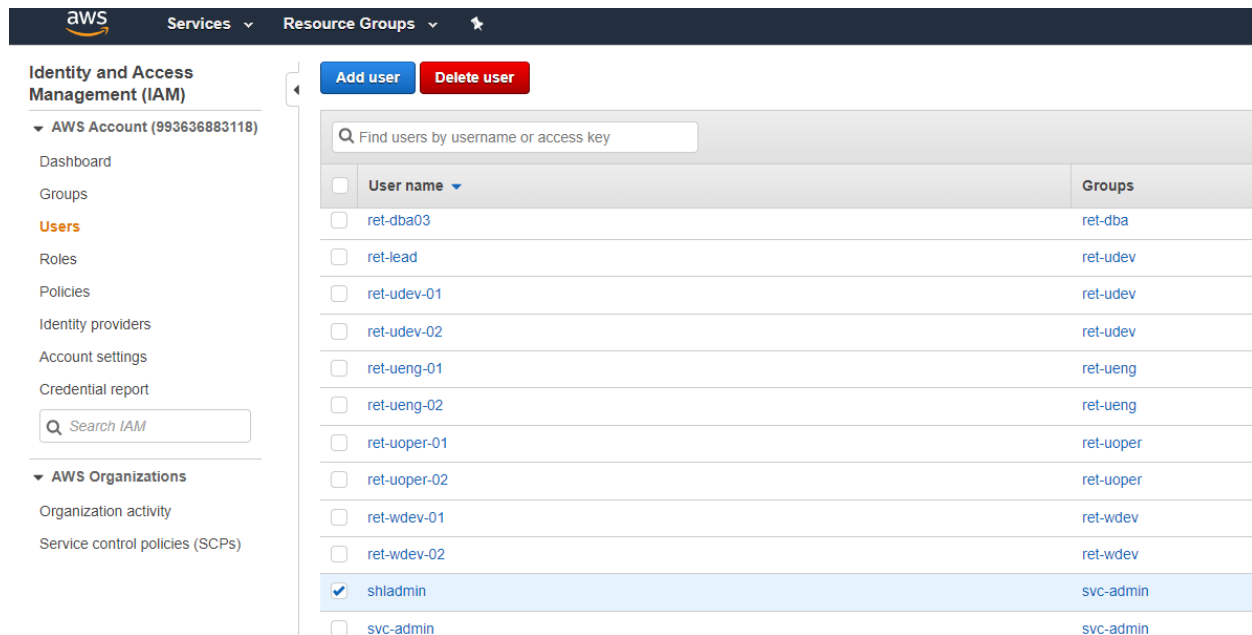 aws Services Resource Groups
Identity and Access
Management (IAM)
AWS Account (993636883118)
Dashboard
Groups
Users
Roles
Policies
Identity providers
Account settings
Credential report
Search IAM
AWS Organizations
Organization activity
Service control policies (SCPs)
Add user Delete user
Find users by username or access key
User name Groups
ret-dba03 ret-dba
ret-lead ret-udev
ret-udev-01 ret-udev
ret-udev-02 ret-udev
ret-ueng-01 ret-ueng
ret-ueng-02 ret-ueng
ret-uoper-01 ret-uoper
ret-uoper-02 ret-uoper
ret-wdev-01 ret-wdev
ret-wdev-02 ret-wdev
shladmin svc-admin
svc-admin svc-admin